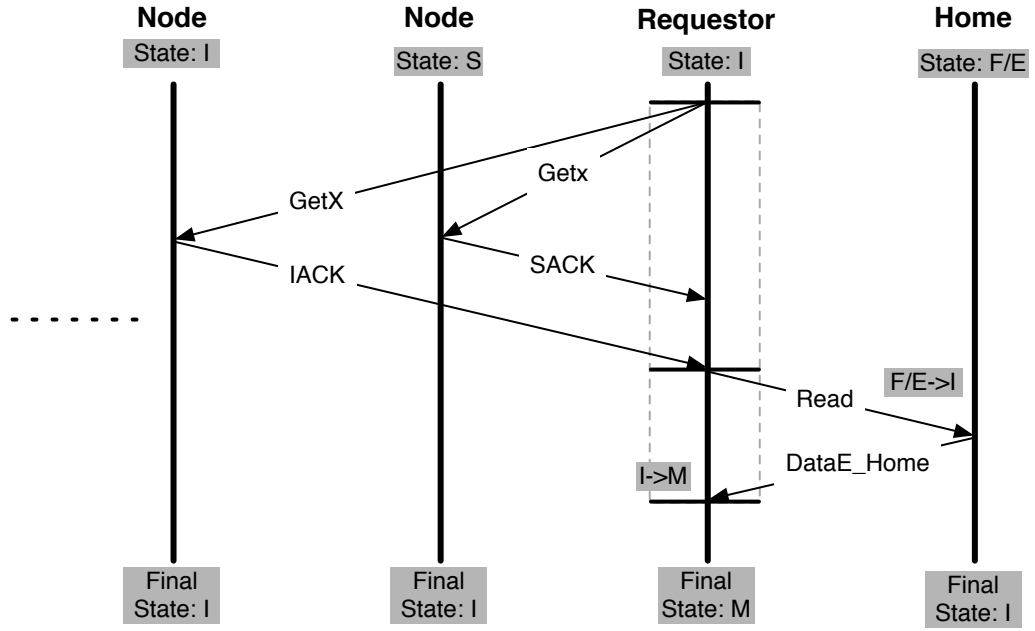 Node
Node
Requestor
Home
State: I
State: S
State: I
State: F/E
Getx
GetX
SACK
IACK
F/E->I
Read
DataE_Home
I->M
Final
State: I
Final
State: I
Final
State: M
Final
State: I